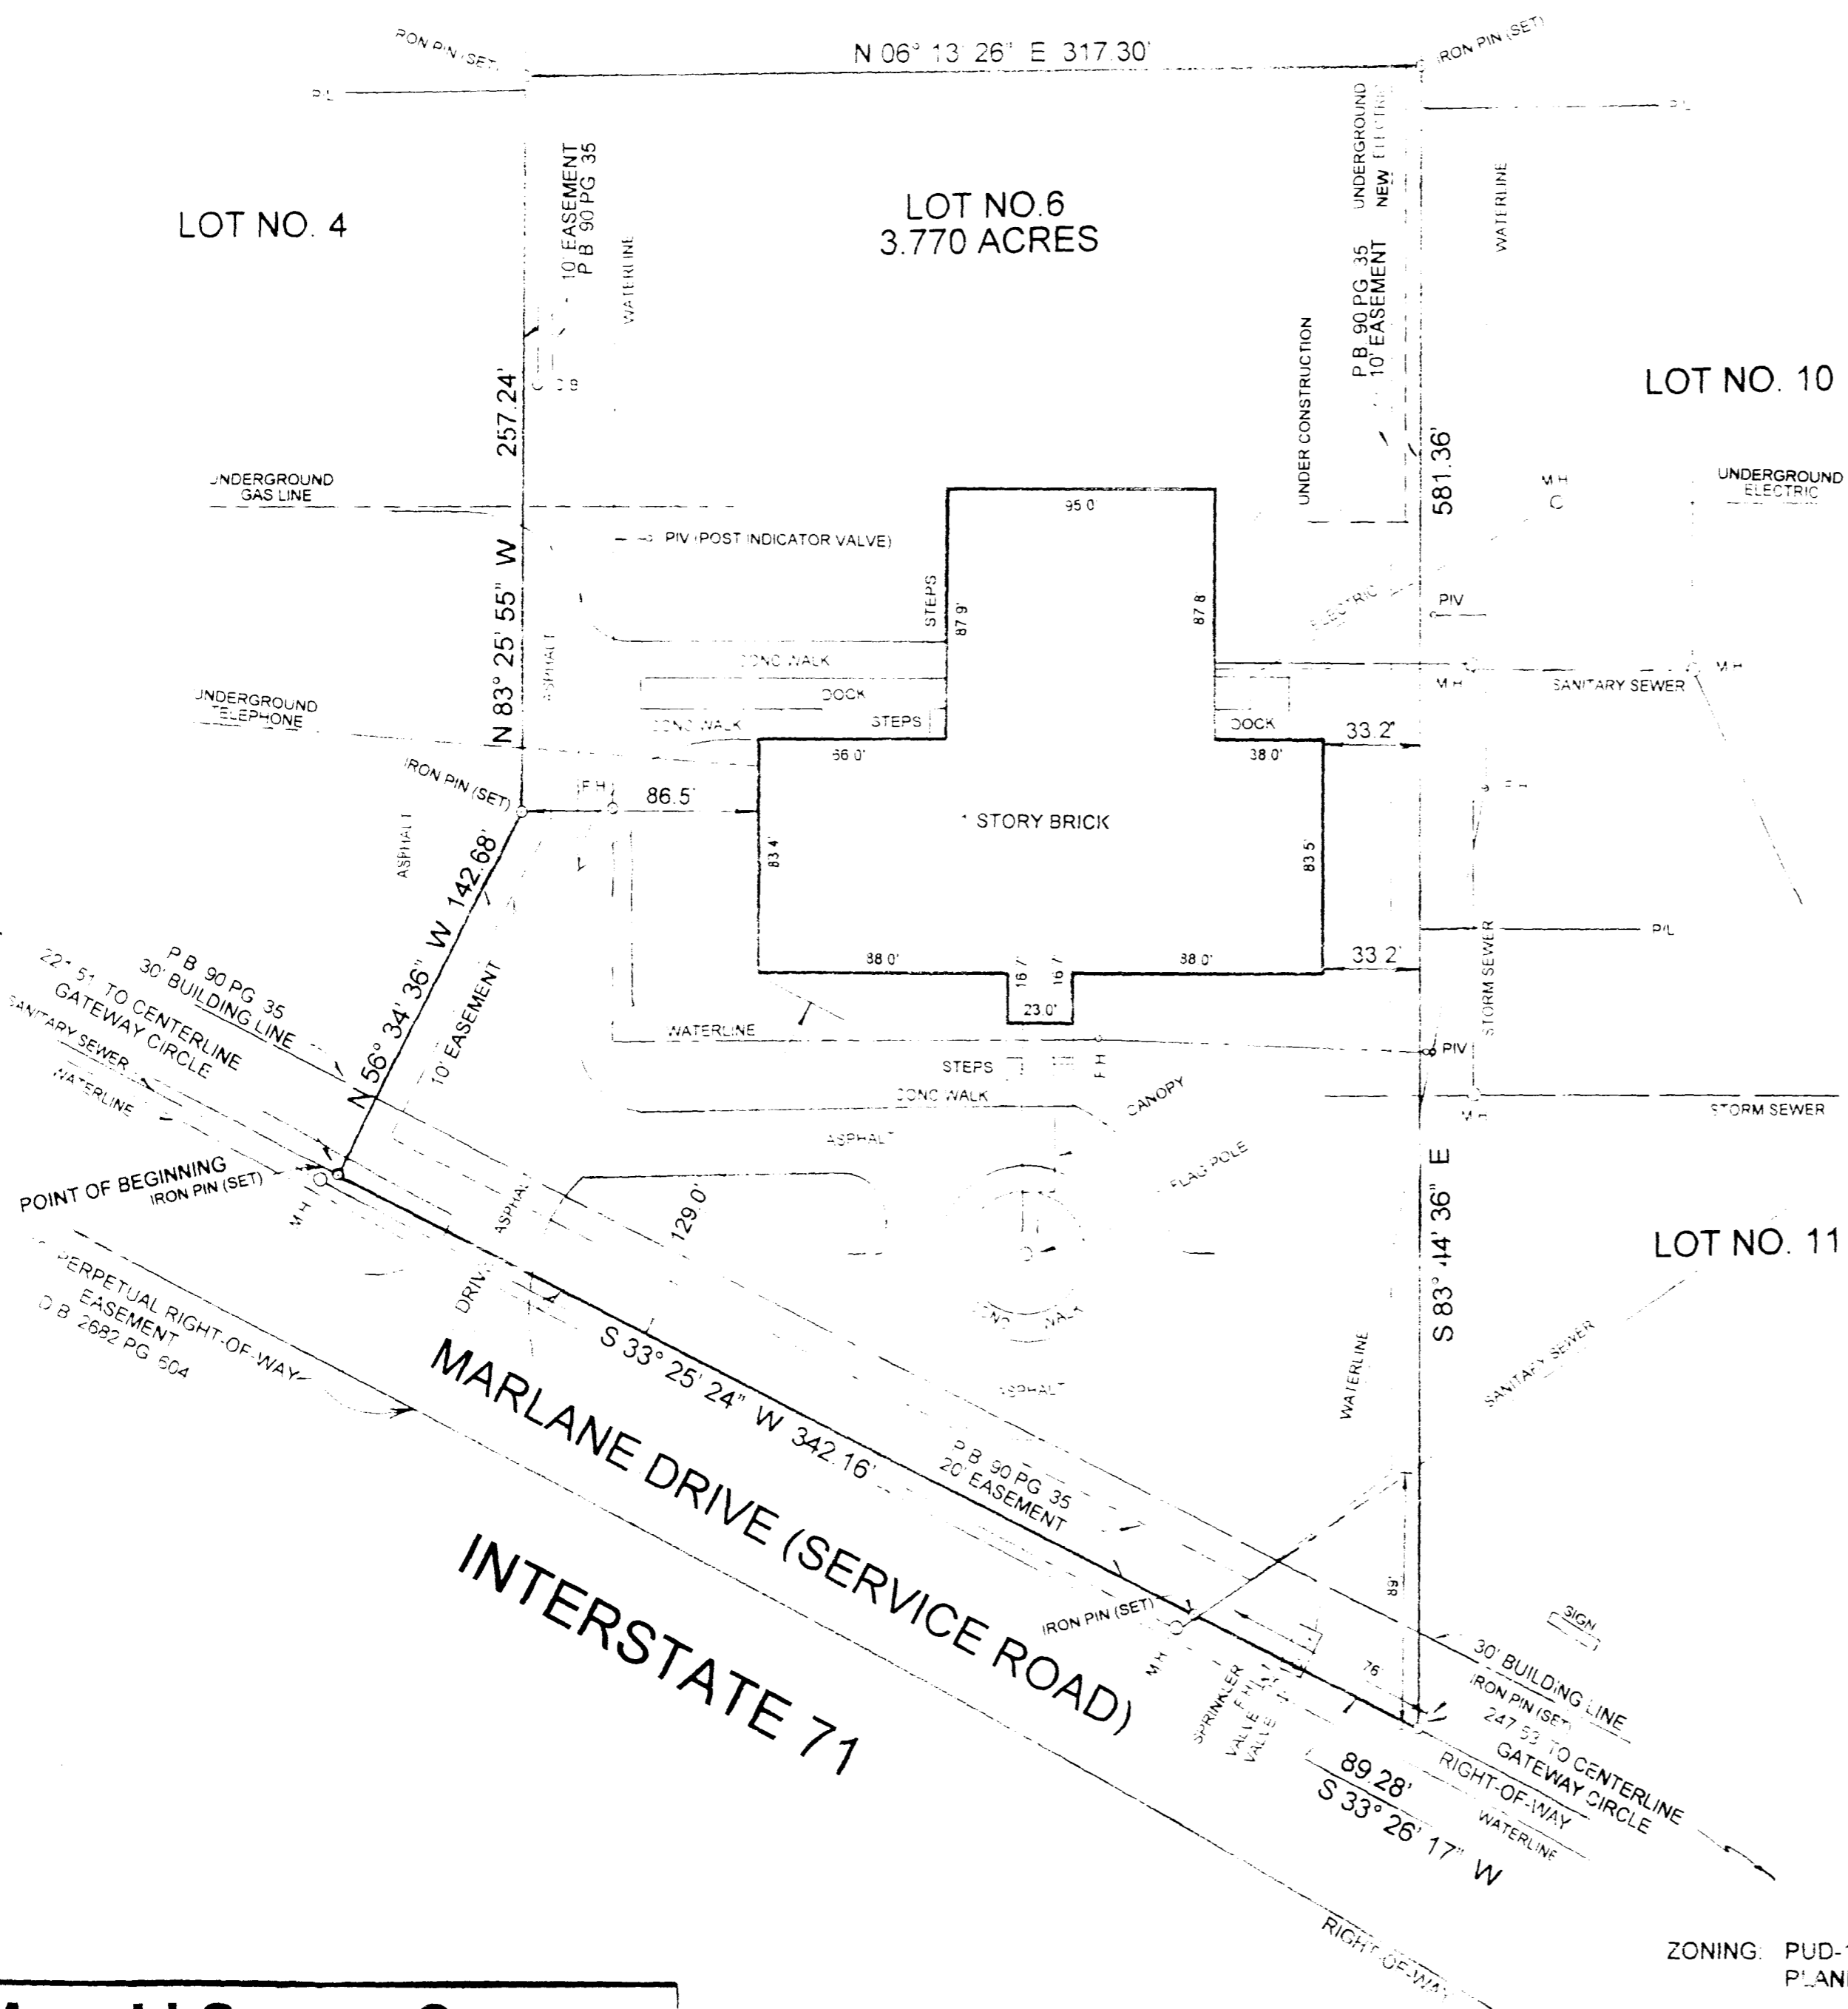 IRON PIN (SET)
N 06° 13' 26" E 317.30'
IRON PIN (SET)
P/L
P/L
10' EASEMENT
P B 90 PG 35
WATERLINE
LOT NO. 4
LOT NO.6
3.770 ACRES
UNDERGROUND
NEW ELECTRIC
P B 90 PG 35
10' EASEMENT
WATERLINE
UNDER CONSTRUCTION
LOT NO. 10
N 83° 25' 55" W 257.24'
581.36'
UNDERGROUND
GAS LINE
M H
UNDERGROUND
ELECTRIC
95 0'
PIV (POST INDICATOR VALVE)
STEPS
87 9'
87 8'
ELECTRIC
PIV
ASPHALT
CONC WALK
DOCK
CONC WALK
STEPS
DOCK
M H
SANITARY SEWER
M H
UNDERGROUND
TELEPHONE
66 0'
38 0'
33.2'
IRON PIN (SET)
F H
86.5'
F H
ASPHALT
1 STORY BRICK
83 4'
83 5'
N 56° 34' 36" W 142.68'
10' EASEMENT
P B 90 PG 35
30' BUILDING LINE
TO CENTERLINE
GATEWAY CIRCLE
SANITARY SEWER
WATERLINE
88 0'
16 7'
16 7'
88 0'
23.0'
33.2'
P/L
STORM SEWER
WATERLINE
F H
PIV
STEPS
CONC WALK
CANOPY
M H
STORM SEWER
ASPHALT
FLAG POLE
POINT OF BEGINNING
IRON PIN (SET)
M H
ASPHALT
DRIVE
129.0'
S 83° 44' 36" E
LOT NO. 11
PERPETUAL RIGHT-OF-WAY
EASEMENT
D B 2682 PG 604
CONC WALK
SANITARY SEWER
WATERLINE
ASPHALT
S 33° 25' 24" W 342.16'
MARLANE DRIVE (SERVICE ROAD)
INTERSTATE 71
P B 90 PG 35
20' EASEMENT
89'
IRON PIN (SET)
M H
SPRINKLER
VALVE
F H
VALVE
76'
SIGN
30' BUILDING LINE
IRON PIN (SET)
247 53 TO CENTERLINE
GATEWAY CIRCLE
RIGHT-OF-WAY
WATERLINE
89.28'
S 33° 26' 17" W
RIGHT-OF-WAY
ZONING: PUD-